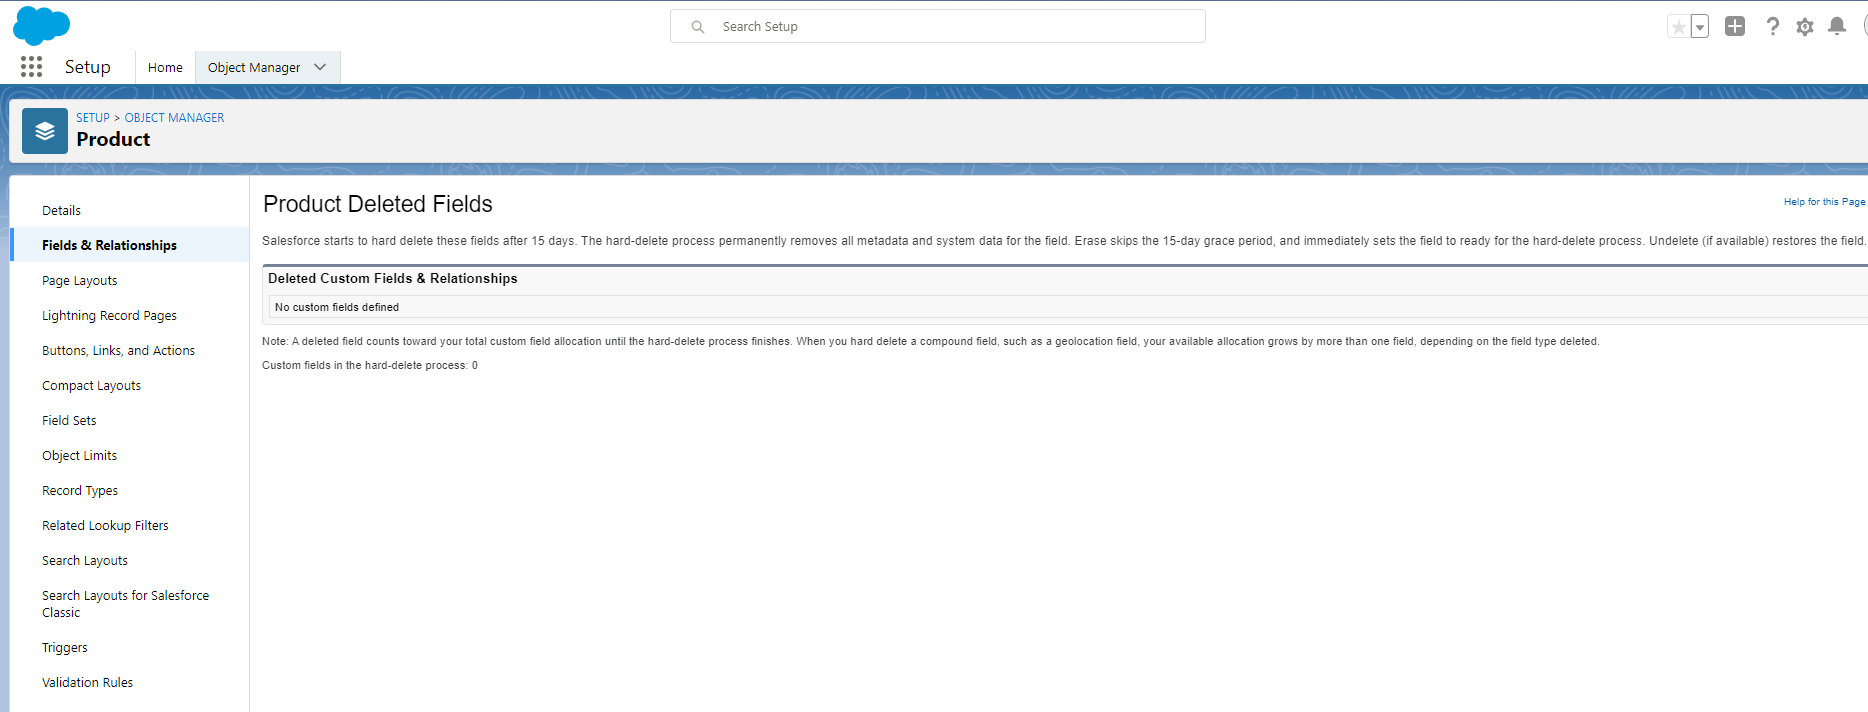 Search Setup
Setup
Home
Object Manager
SETUP > OBJECT MANAGER
Product
Details
Fields & Relationships
Page Layouts
Lightning Record Pages
Buttons, Links, and Actions
Compact Layouts
Field Sets
Object Limits
Record Types
Related Lookup Filters
Search Layouts
Search Layouts for Salesforce
Classic
Triggers
Validation Rules
Product Deleted Fields
Help for this Page
Salesforce starts to hard delete these fields after 15 days. The hard-delete process permanently removes all metadata and system data for the field. Erase skips the 15-day grace period, and immediately sets the field to ready for the hard-delete process. Undelete (if available) restores the field.
Deleted Custom Fields & Relationships
No custom fields defined
Note: A deleted field counts toward your total custom field allocation until the hard-delete process finishes. When you hard delete a compound field, such as a geolocation field, your available allocation grows by more than one field, depending on the field type deleted.
Custom fields in the hard-delete process: 0